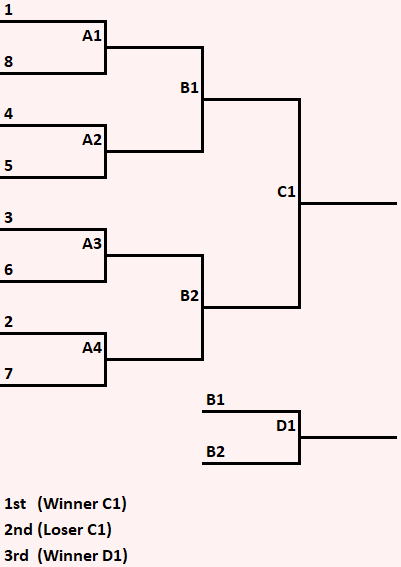 1
A1
8
B1
4
A2
5
C1
3
A3
6
B2
2
A4
7
B1
D1
B2
1st (Winner C1)
2nd (Loser C1)
3rd (Winner D1)